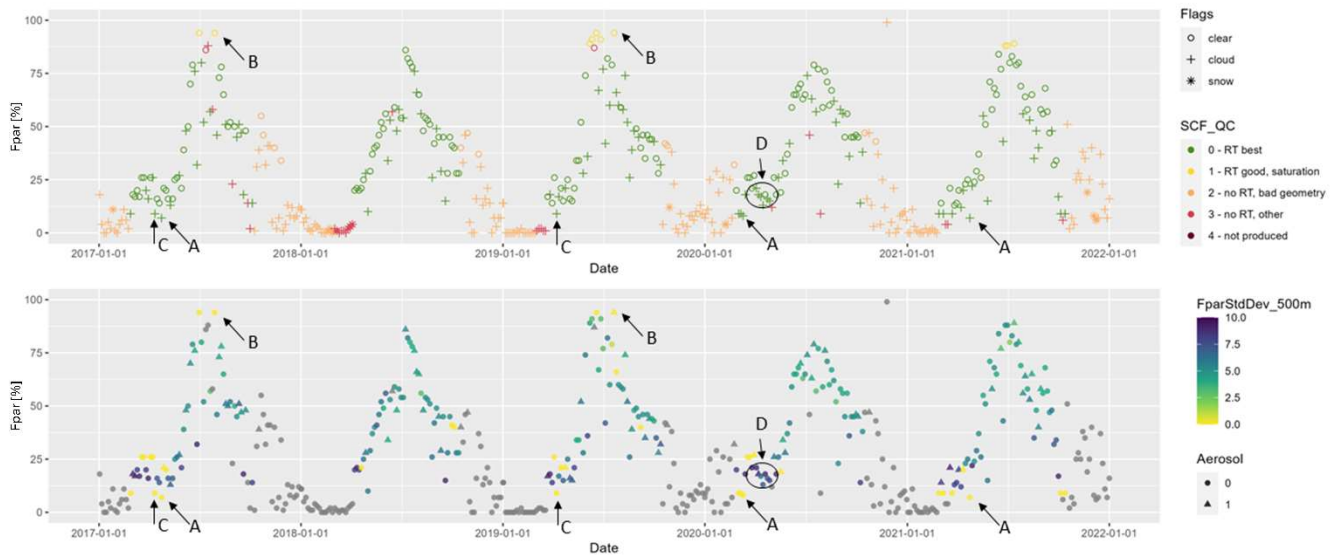 100
75
50
25
0
Fpar [%]
B
B
D
C
A
C
A
A
2017-01-01
2018-01-01
2019-01-01
2020-01-01
2021-01-01
2022-01-01
Date
Flags
clear
cloud
snow
SCF_QC
0 - RT best
1 - RT good, saturation
2 - no RT, bad geometry
3 - no RT, other
4 - not produced
100
75
50
25
0
Fpar [%]
B
B
D
C
A
C
A
A
2017-01-01
2018-01-01
2019-01-01
2020-01-01
2021-01-01
2022-01-01
Date
FparStdDev_500m
10.0
7.5
5.0
2.5
0.0
Aerosol
0
1